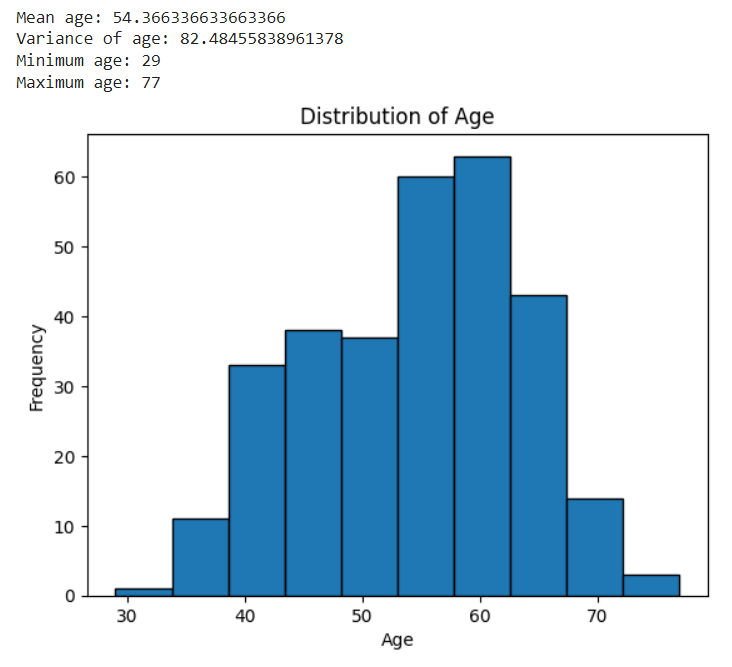 Mean age: 54.366336633663366
Variance of age: 82.48455838961378
Minimum age: 29
Maximum age: 77
Distribution of Age
60
50
40
30
20
10
0
Frequency
30 40 50 60 70
Age